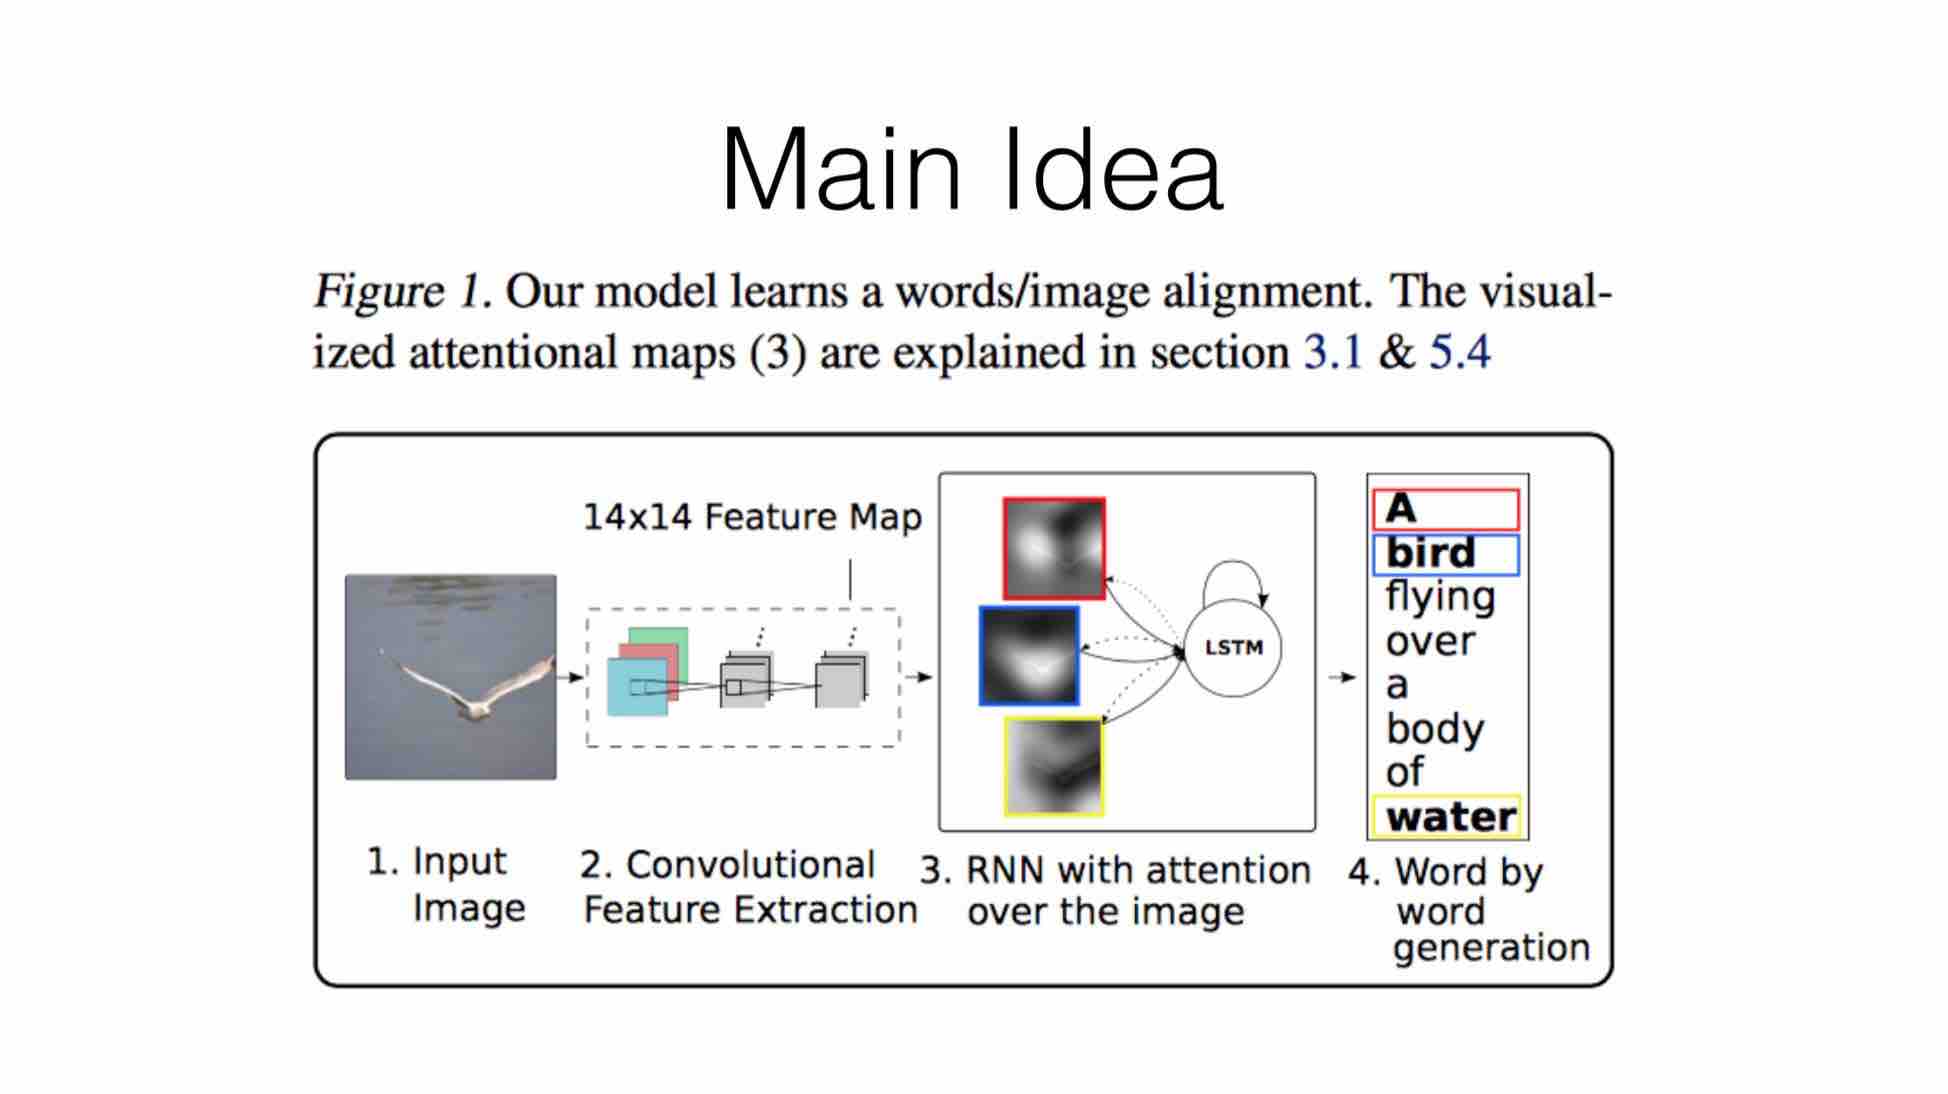 Main Idea
Figure 1. Our model learns a words/image alignment. The visual-
ized attentional maps (3) are explained in section 3.1 & 5.4
14x14 Feature Map
LSTM
A
bird
flying
over
a
body
of
water
1. Input
Image
2. Convolutional
Feature Extraction
3. RNN with attention
over the image
4. Word by
word
generation